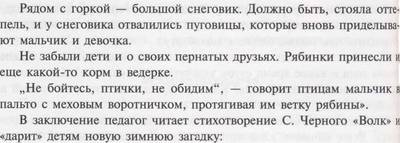 Рядом с горкой — большой снеговик. Должно быть, стояла отте-
пель, и у снеговика отвалились пуговицы, которые вновь приделыва-
ют мальчик и девочка.
Не забыли дети и о своих пернатых друзьях. Рябинки принесли и
еще какой-то корм в ведерке.
„Не бойтесь, птички, не обидим“, — говорит птицам мальчик в
пальто с меховым воротничком, протягивая им ветку рябины».
В заключение педагог читает стихотворение С. Черного «Волк» и
«дарит» детям новую зимнюю загадку: